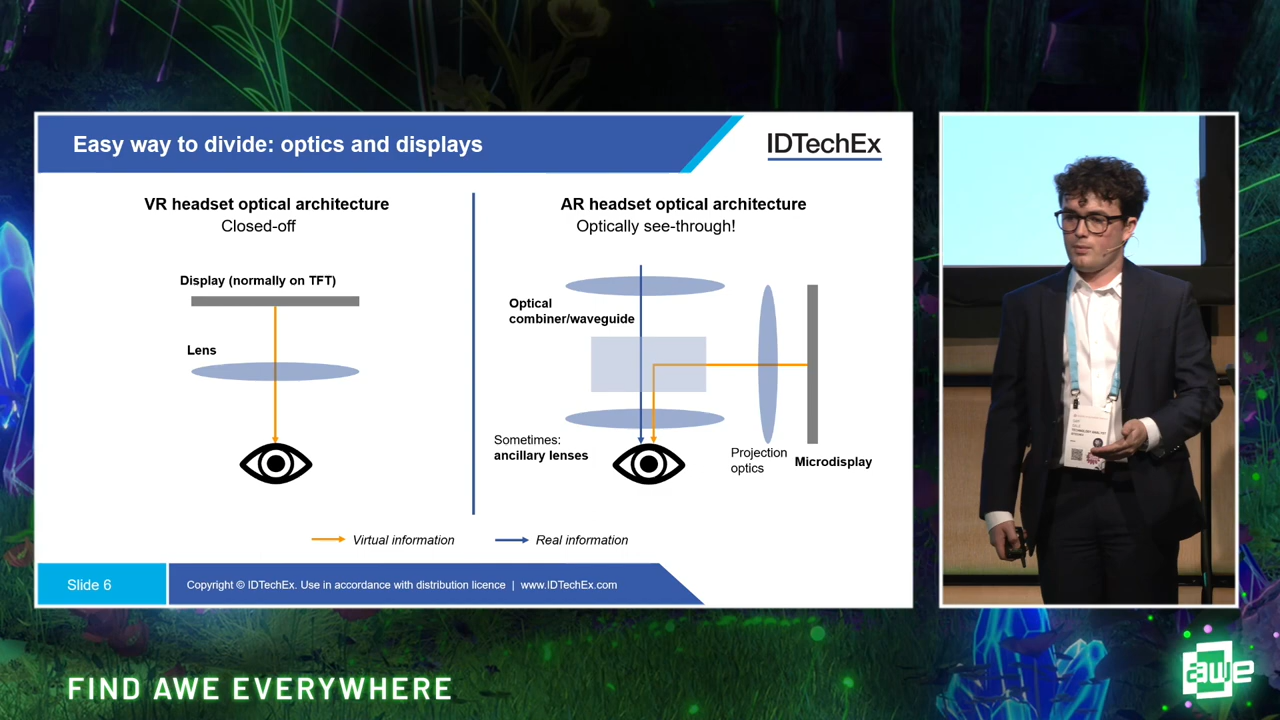 Easy way to divide: optics and displays
IDTechEx
VR headset optical architecture
Closed-off
Display (normally on TFT)
Lens
AR headset optical architecture
Optically see-through!
Optical
combiner/waveguide
Sometimes:
ancillary lenses
Projection
optics
Microdisplay
Virtual information
Real information
Slide 6
Copyright © IDTechEx. Use in accordance with distribution licence | www.IDTechEx.com
FIND AWE EVERYWHERE
awe